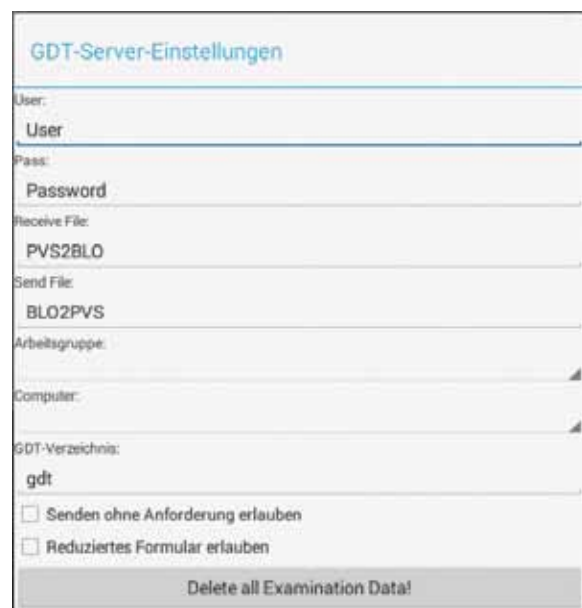 GDT-Server-Einstellungen
User:
User
Pass:
Password
Receive File:
PVS2BLO
Send File:
BLO2PVS
Arbeitsgruppe:
Computer:
GDT-Verzeichnis:
gdt
Senden ohne Anforderung erlauben
Reduziertes Formular erlauben
Delete all Examination Data!